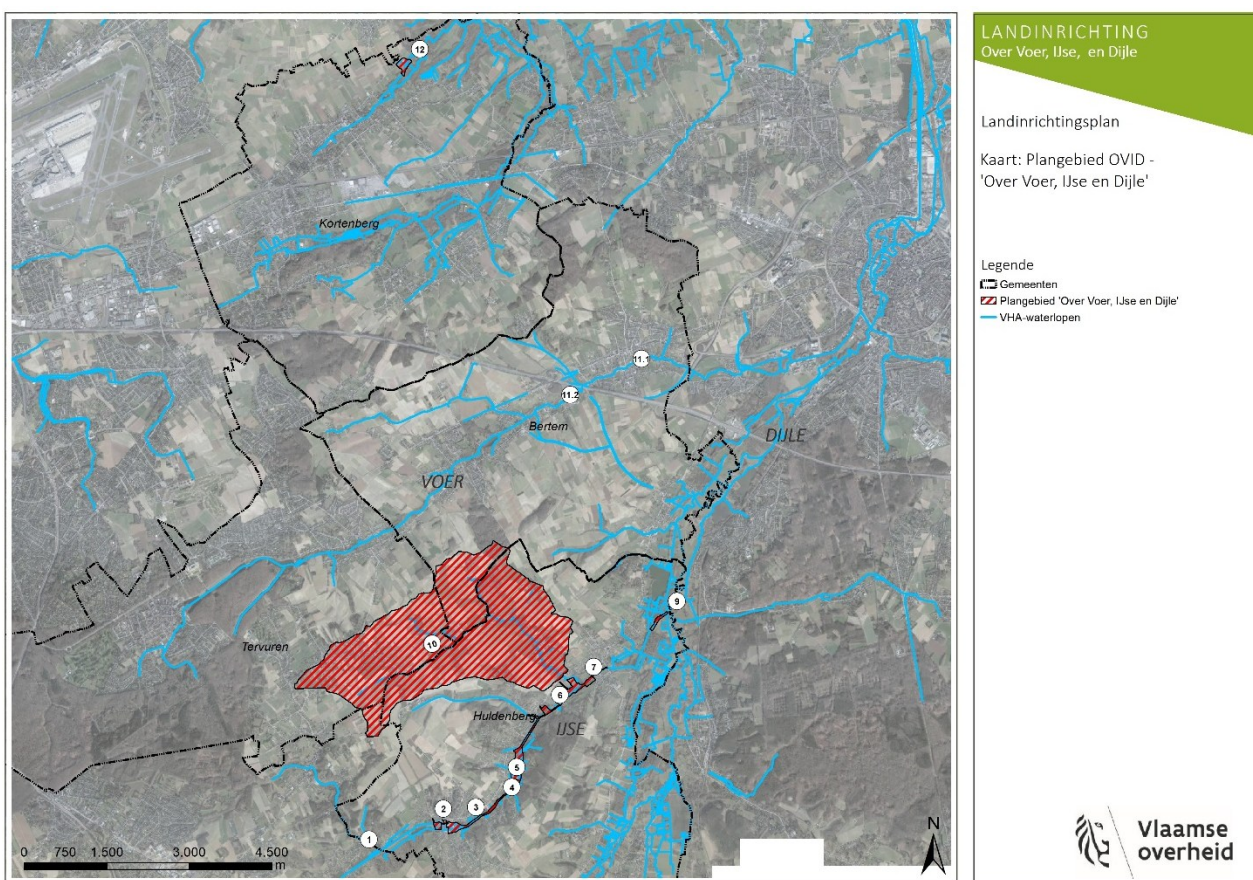 LANDINRICHTING
Over Voer, IJse, en Dijle
Landinrichtingsplan
Kaart: Plangebied OVID -
'Over Voer, IJse en Dijle'
Legende
Gemeenten
Plangebied 'Over Voer, IJse en Dijle'
VHA-waterlopen
12
Kortenberg
11.1
11.2
Bertem
DIJLE
VOER
9
Tervuren
10
7
6
Huldenberg
IJSE
5
4
2
3
1
0 750 1.500 3.000 4.500
m
N
Vlaamse
overheid